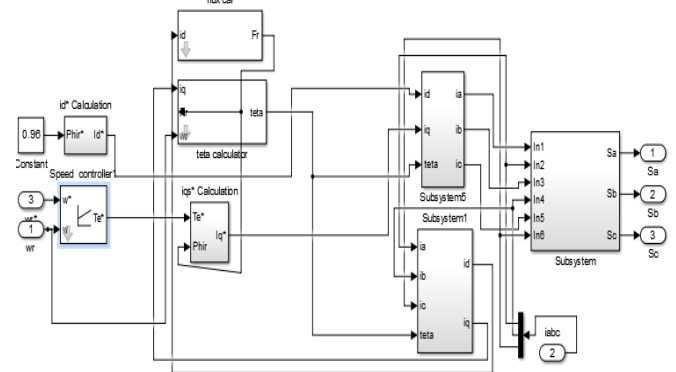 flux cal
id
Fr
iq
wr
teta
teta calculator
id* Calculation
0.96
Phir*
Id*
Constant
Speed controller1
3
w*
Te*
wr*
1
w
wr
iqs* Calculation
Te*
Iq*
Phir
id
ia
iq
ib
teta
ic
Subsystem5
Subsystem1
ia
id
ib
ic
iq
teta
In1
In2
In3
In4
In5
In6
Sa
Sb
Sc
Subsystem
1
Sa
2
Sb
3
Sc
iabc
2